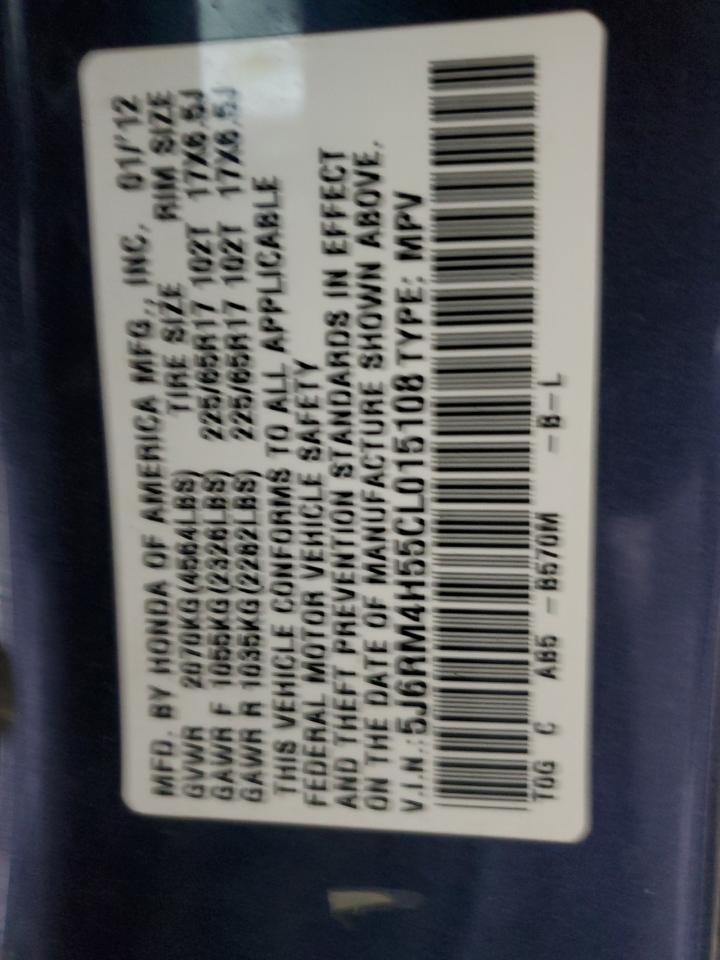 MFD. BY HONDA OF AMERICA MFG., INC. 01/'12
GVWR 2070KG(4564LBS) TIRE SIZE RIM SIZE
GAWR F 1055KG(2326LBS) 225/65R17 102T 17X6.5J
GAWR R 1035KG(2282LBS) 225/65R17 102T 17X6.5J
THIS VEHICLE CONFORMS TO ALL APPLICABLE
FEDERAL MOTOR VEHICLE SAFETY
AND THEFT PREVENTION STANDARDS IN EFFECT
ON THE DATE OF MANUFACTURE SHOWN ABOVE.
V.I.N.:5J6RM4H55CL015108 TYPE: MPV
T0G C A85 -B570M -B-L